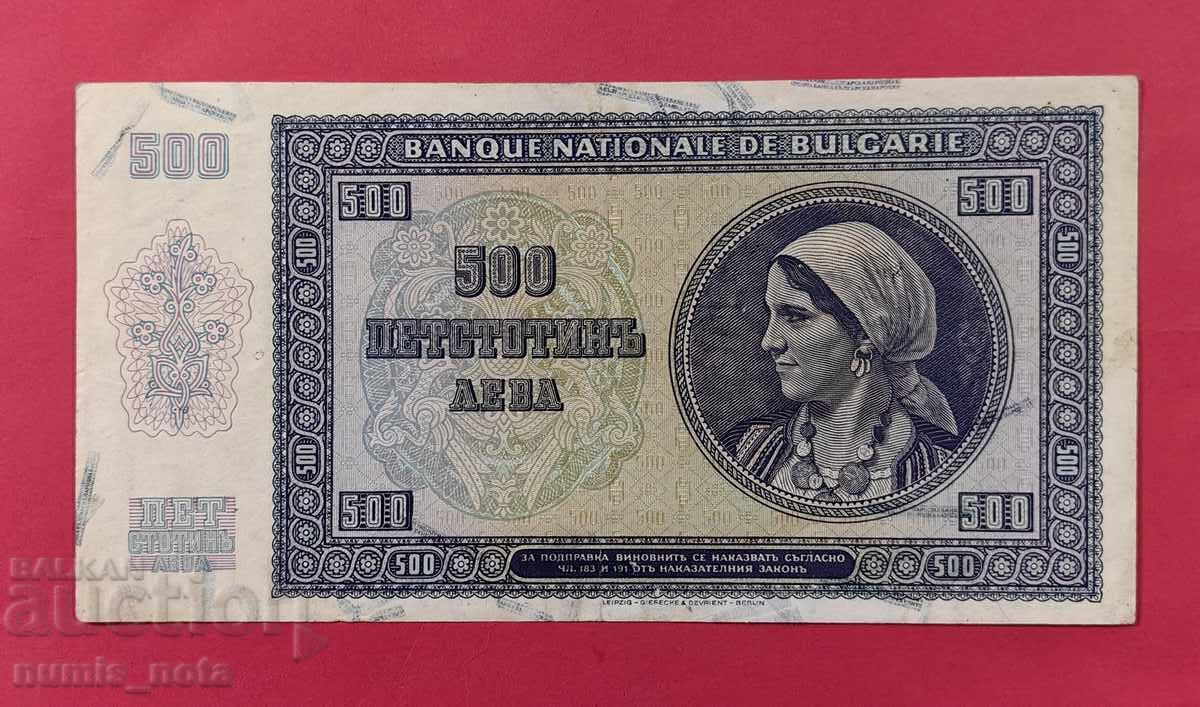 500
BANQUE NATIONALE DE BULGARIE
500 500
500
500
500
ПЕТСТОТИНЪ
ЛЕВА
500
500
500 500
ПЕТ
СТОТИНЪ
ЛЕВА
500 500
ЗА ПОДПРАВКА ВИНОВНИТѢ СЕ НАКАЗВАТЪ СЪГЛАСНО
ЧЛ. 183 И 191 ОТЪ НАКАЗАТЕЛНИЯ ЗАКОНЪ
LEIPZIG – GIESECKE & DEVRIENT – BERLIN
BALKAN
auction
numis_nota